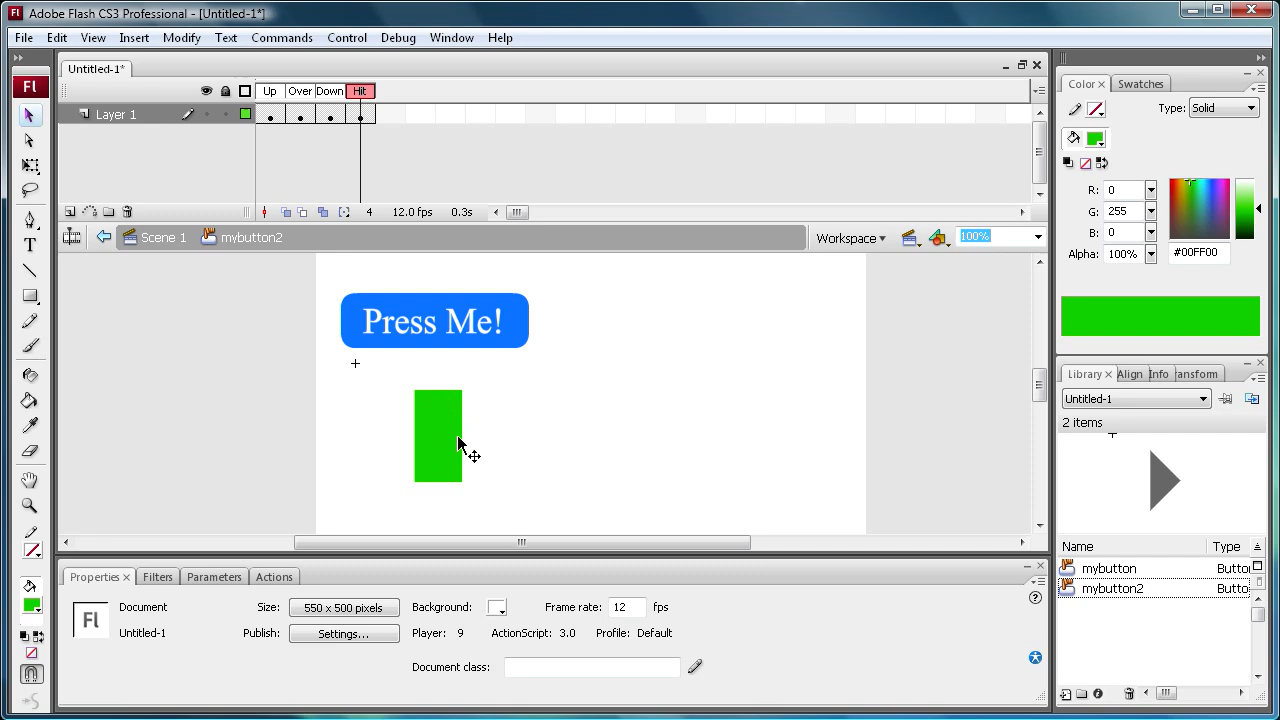 Fl Adobe Flash CS3 Professional - [Untitled-1*]
File Edit View Insert Modify Text Commands Control Debug Window Help
Untitled-1*
Fl
Up Over Down Hit
Layer 1
4 12.0 fps 0.3s
Scene 1 mybutton2 Workspace 100%
Press Me!
Color Swatches
Type: Solid
R: 0
G: 255
B: 0
Alpha: 100% #00FF00
Library Align Info ransform
Untitled-1
2 items
Name Type
mybutton Butto
mybutton2 Butto
Properties Filters Parameters Actions
Fl Document Size: 550 x 500 pixels Background: Frame rate: 12 fps
Untitled-1 Publish: Settings... Player: 9 ActionScript: 3.0 Profile: Default
Document class: